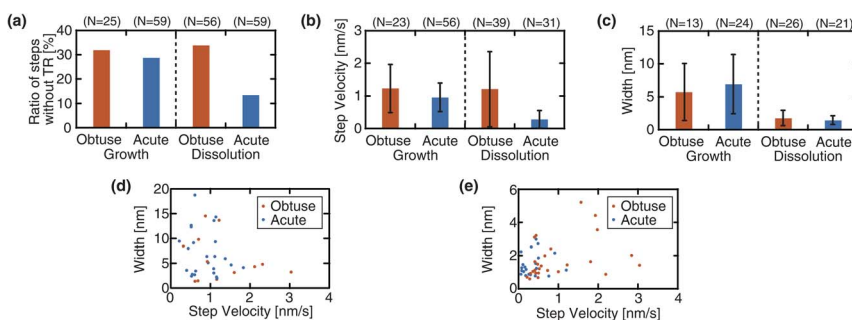 (a)
(N=25) (N=59) (N=56) (N=59)
Ratio of steps
without TR [%]
40
30
20
10
0
Obtuse Acute Obtuse Acute
Growth Dissolution
(b)
(N=23) (N=56) (N=39) (N=31)
Step Velocity [nm/s]
3
2
1
0
Obtuse Acute Obtuse Acute
Growth Dissolution
(c)
(N=13) (N=24) (N=26) (N=21)
Width [nm]
15
10
5
0
Obtuse Acute Obtuse Acute
Growth Dissolution
(d)
Width [nm]
20
15
10
5
0
Obtuse
Acute
0 1 2 3 4
Step Velocity [nm/s]
(e)
Width [nm]
6
4
2
0
Obtuse
Acute
0 1 2 3 4
Step Velocity [nm/s]